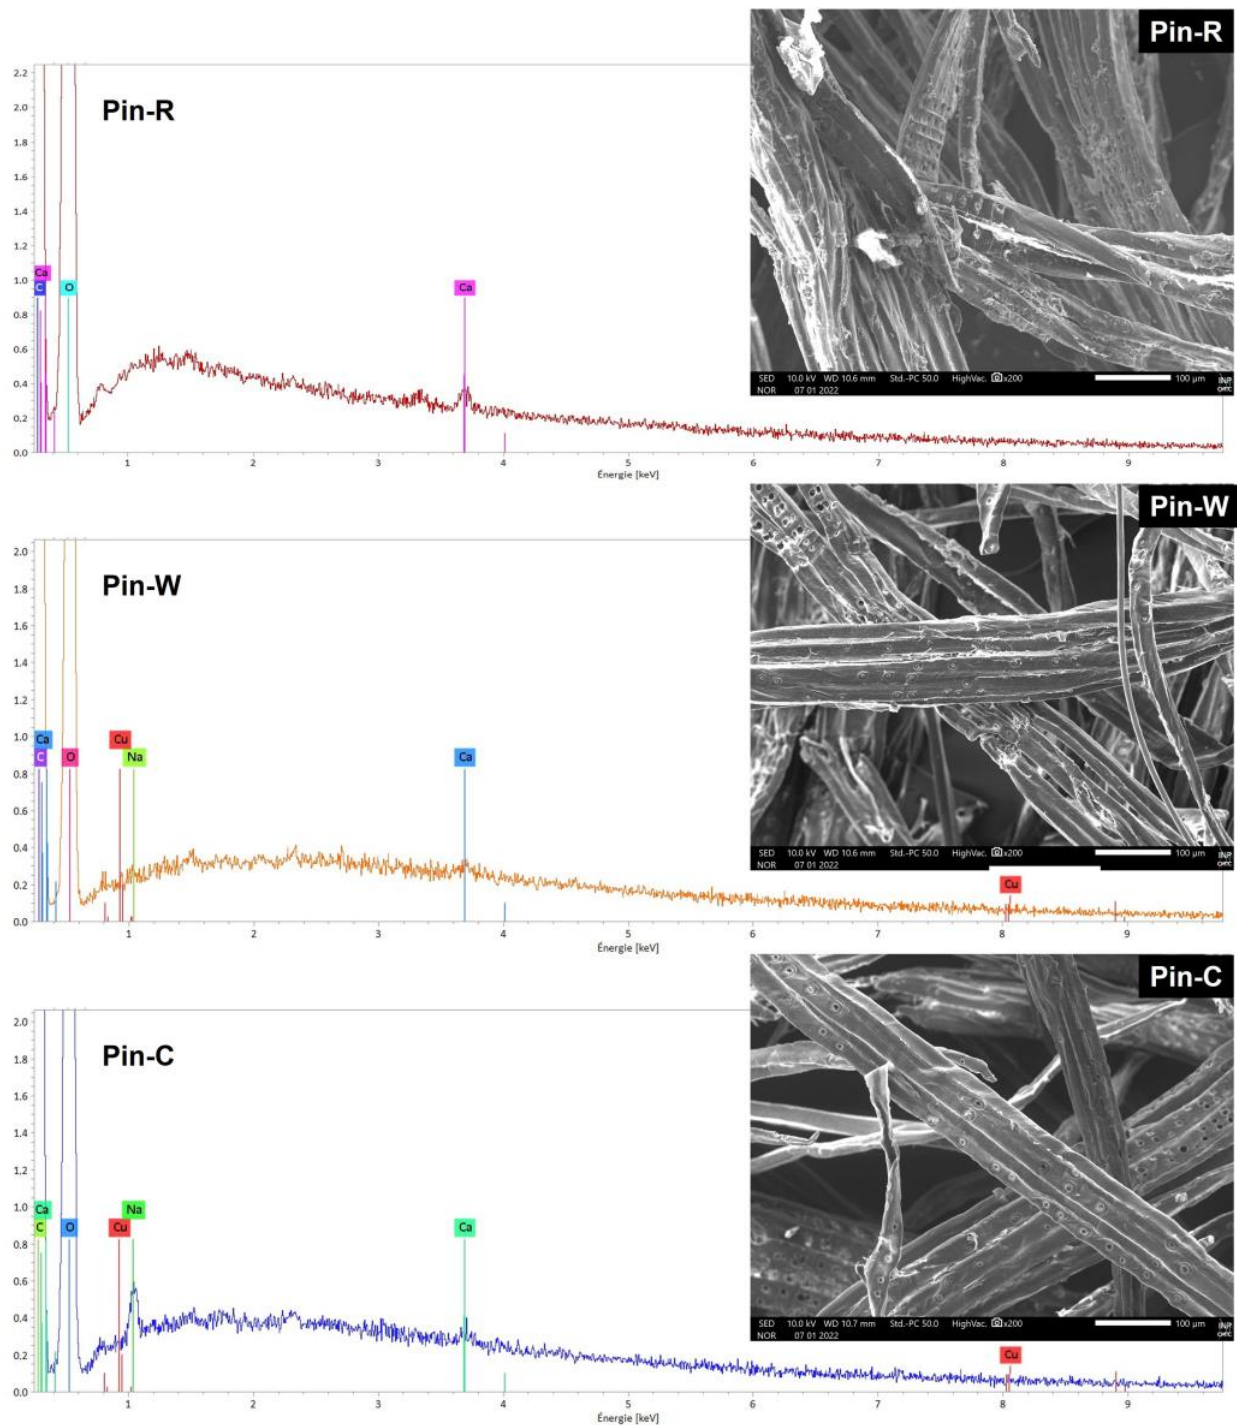 Pin-R
Pin-R
2.2
2.0
1.8
1.6
1.4
1.2
1.0
0.8
0.6
0.4
0.2
0.0
Ca
C
O
Ca
1 2 3 4 5 6 7 8 9
Énergie [keV]
SED 10.0 kV WD 10.6 mm Std.-PC 50.0 HighVac. x200 100 µm
NOR 07 01 2022
INP
Pin-W
Pin-W
2.0
1.8
1.6
1.4
1.2
1.0
0.8
0.6
0.4
0.2
0.0
Ca
C
O
Cu
Na
Ca
Cu
1 2 3 4 5 6 7 8 9
Énergie [keV]
SED 10.0 kV WD 10.6 mm Std.-PC 50.0 HighVac. x200 100 µm
NOR 07 01 2022
INP
Pin-C
Pin-C
2.0
1.8
1.6
1.4
1.2
1.0
0.8
0.6
0.4
0.2
0.0
Ca
C
O
Cu
Na
Ca
Cu
1 2 3 4 5 6 7 8 9
Énergie [keV]
SED 10.0 kV WD 10.7 mm Std.-PC 50.0 HighVac. x200 100 µm
NOR 07 01 2022